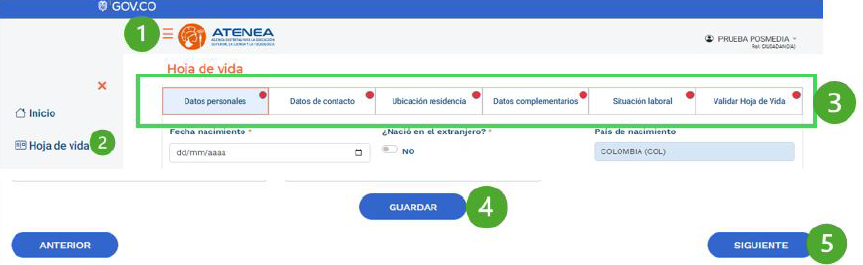 GOV.CO
1
ATENEA
AGENCIA DISTRITAL PARA LA EDUCACIÓN
SUPERIOR, LA CIENCIA Y LA TECNOLOGÍA
PRUEBA POSMEDIA
Rol: CIUDADANO(A)
Hoja de vida
Datos personales
Datos de contacto
Ubicación residencia
Datos complementarios
Situación laboral
Validar Hoja de Vida
3
Inicio
Hoja de vida
2
Fecha nacimiento *
¿Nació en el extranjero? *
País de nacimiento
dd/mm/aaaa
NO
COLOMBIA (COL)
GUARDAR
4
ANTERIOR
SIGUIENTE
5